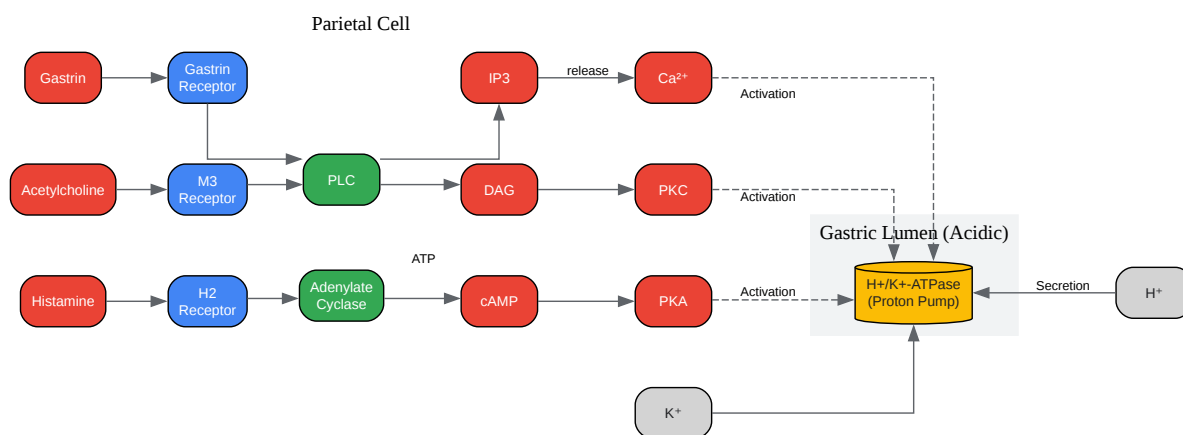 Parietal Cell
Gastrin
Gastrin
Receptor
IP3
release
Ca²⁺
Activation
Acetylcholine
M3
Receptor
PLC
DAG
PKC
Activation
Gastric Lumen (Acidic)
ATP
Histamine
H2
Receptor
Adenylate
Cyclase
cAMP
PKA
Activation
H+/K+-ATPase
(Proton Pump)
Secretion
H⁺
K⁺